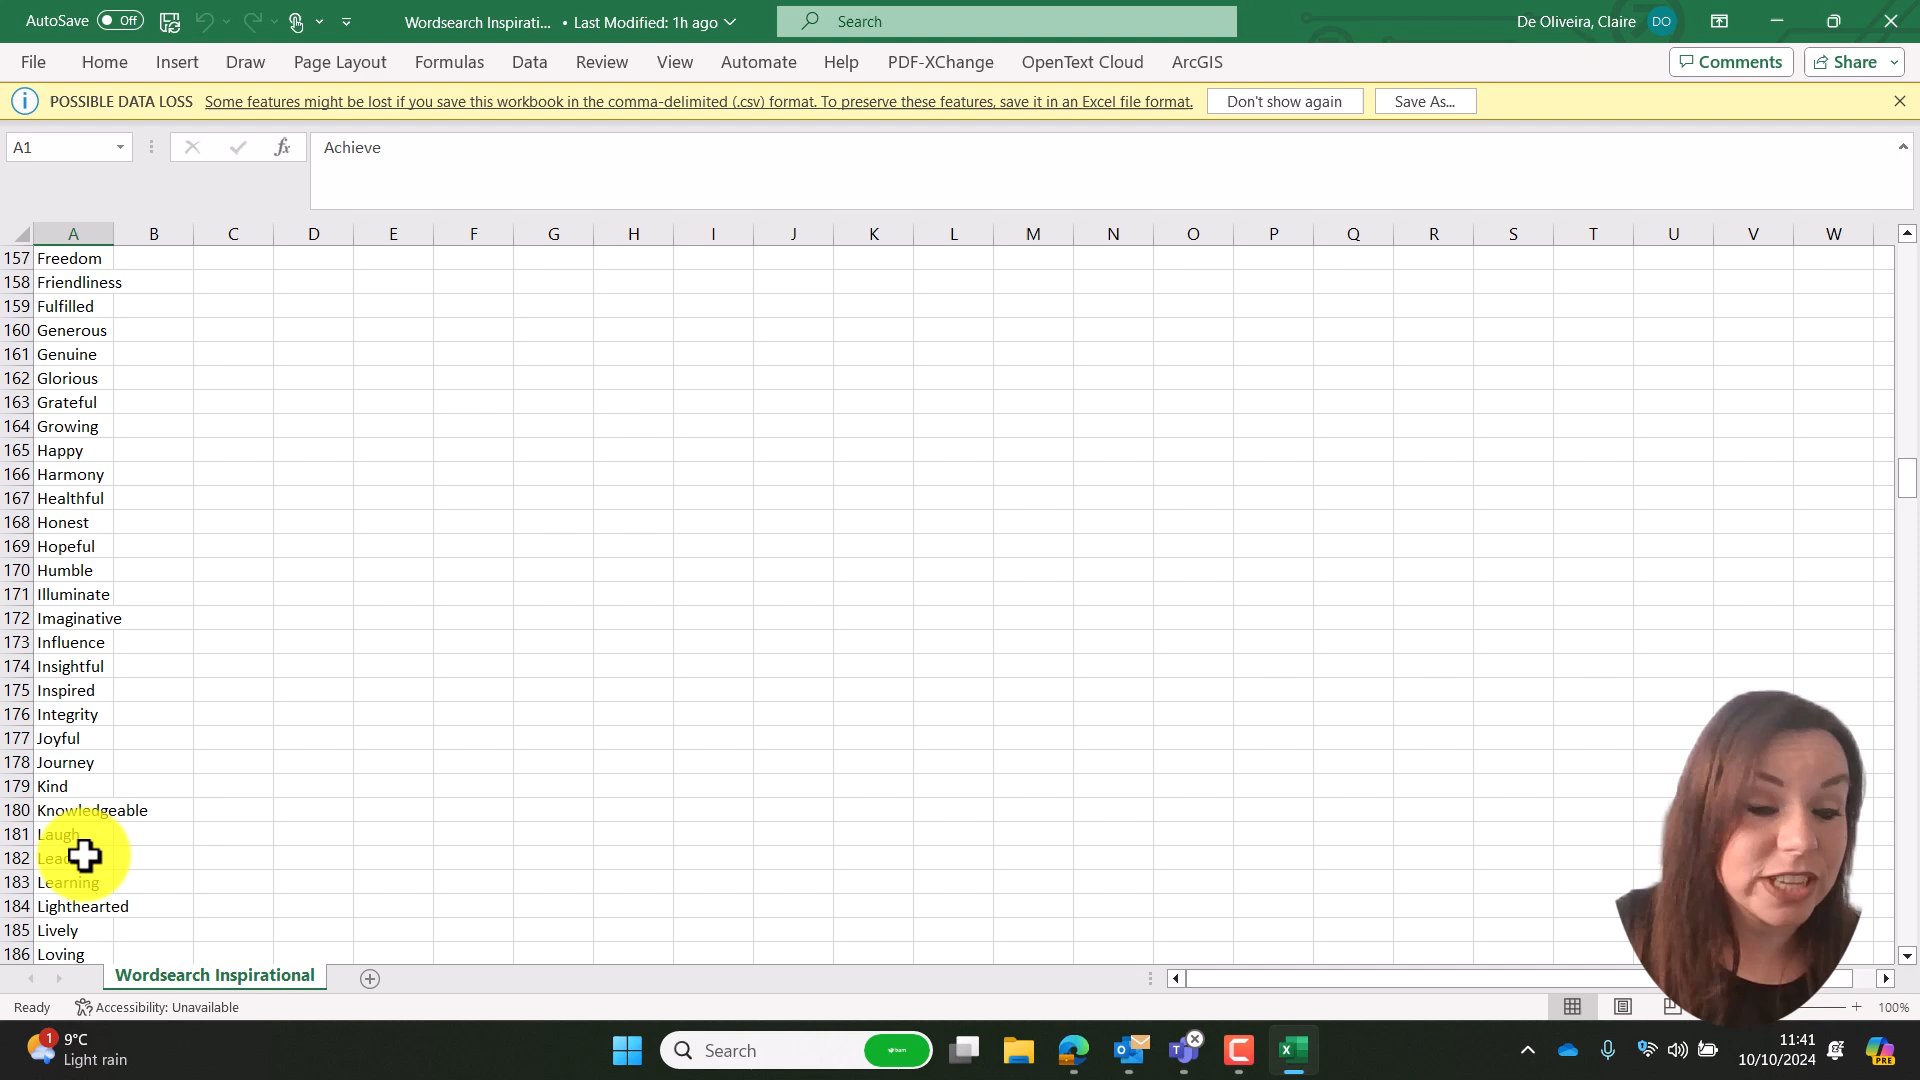 AutoSave Off Wordsearch Inspirati... • Last Modified: 1h ago Search De Oliveira, Claire DO
File Home Insert Draw Page Layout Formulas Data Review View Automate Help PDF-XChange OpenText Cloud ArcGIS Comments Share
POSSIBLE DATA LOSS Some features might be lost if you save this workbook in the comma-delimited (.csv) format. To preserve these features, save it in an Excel file format. Don't show again Save As...
A1 fx Achieve
A B C D E F G H I J K L M N O P Q R S T U V W
157 Freedom
158 Friendliness
159 Fulfilled
160 Generous
161 Genuine
162 Glorious
163 Grateful
164 Growing
165 Happy
166 Harmony
167 Healthful
168 Honest
169 Hopeful
170 Humble
171 Illuminate
172 Imaginative
173 Influence
174 Insightful
175 Inspired
176 Integrity
177 Joyful
178 Journey
179 Kind
180 Knowledgeable
181 Laugh
182
183 Learning
184 Lighthearted
185 Lively
186 Loving
Wordsearch Inspirational
Ready Accessibility: Unavailable 100%
1 9°C
Light rain
Search
11:41
10/10/2024
PRE